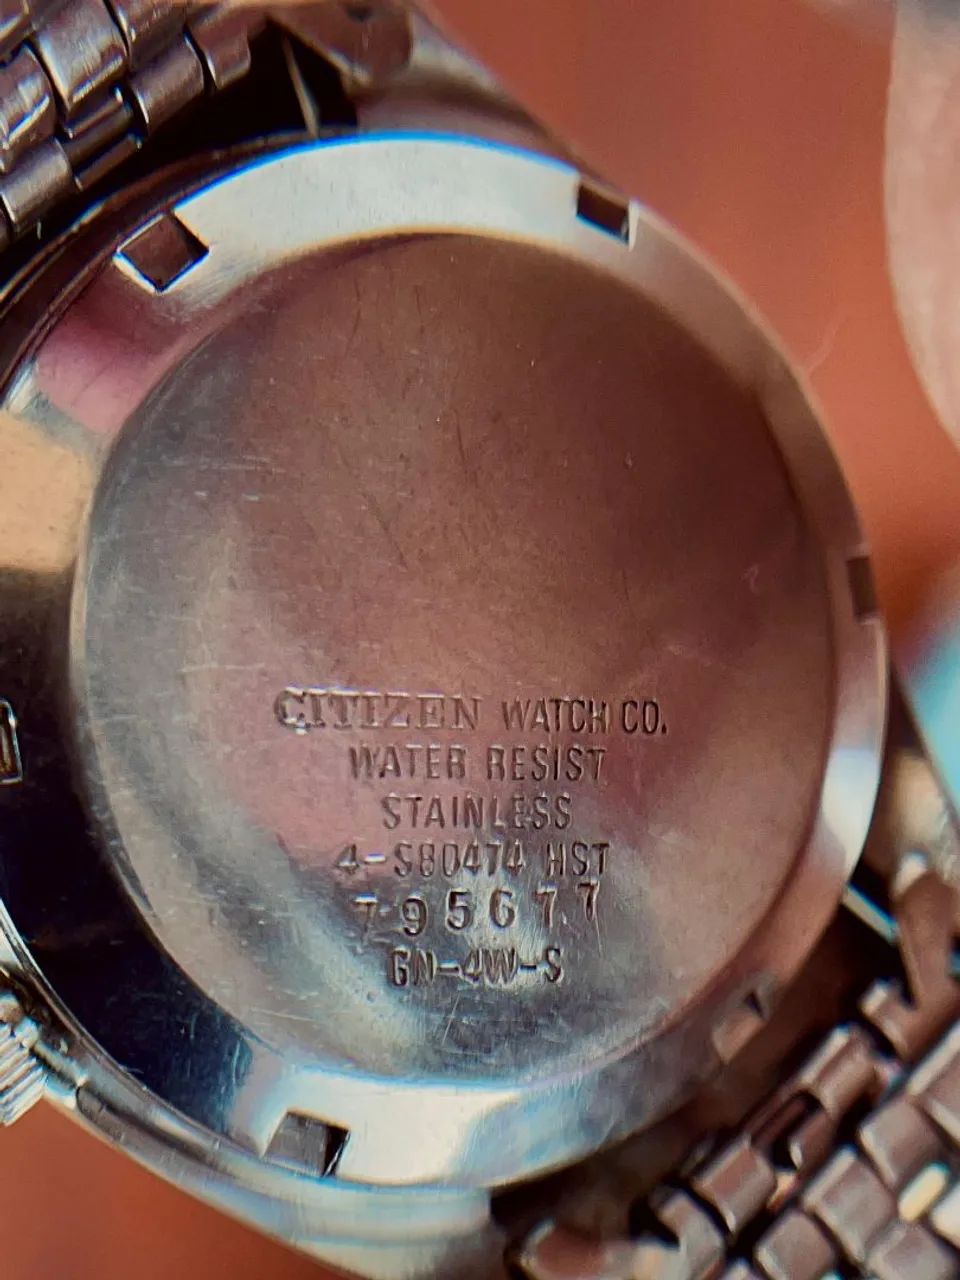 CITIZEN WATCH CO.
WATER RESIST
STAINLESS
4-S80474 HST
795677
GN-4W-S